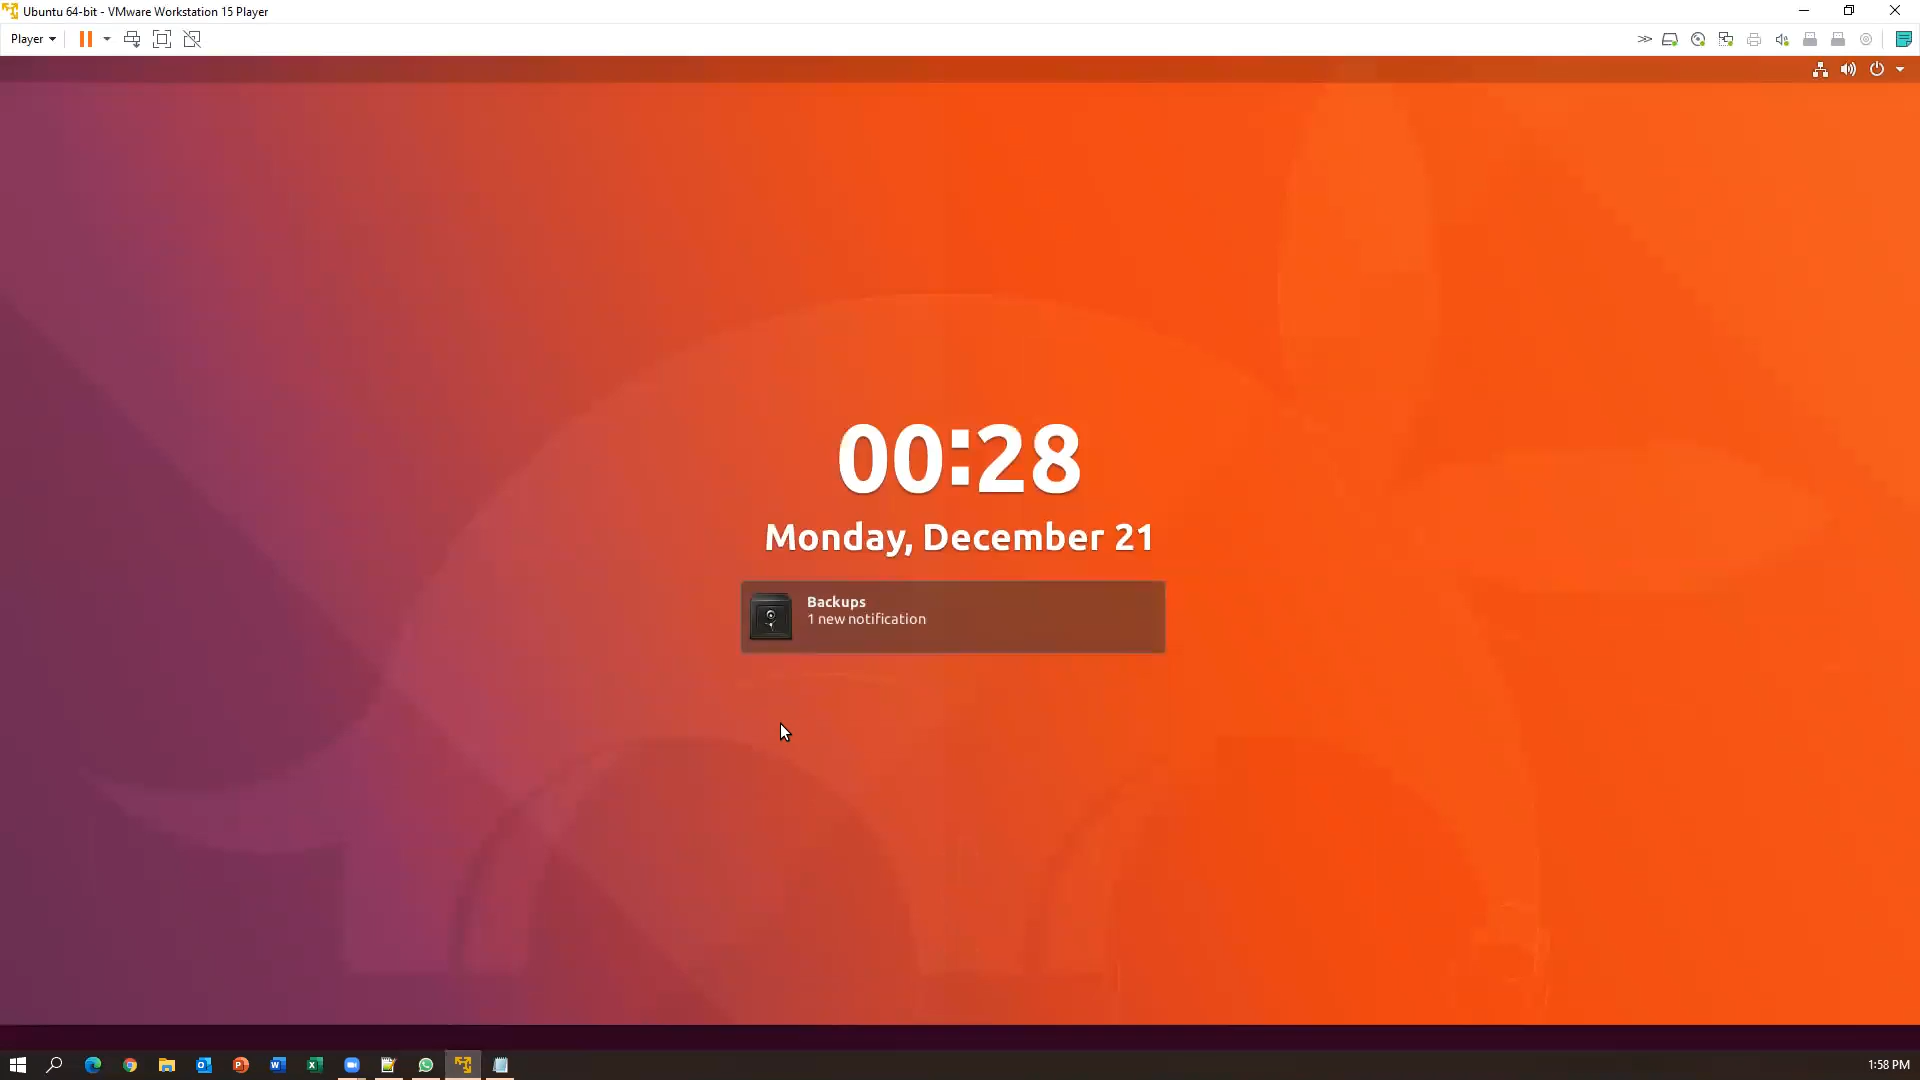 Ubuntu 64-bit - VMware Workstation 15 Player
Player
00:28
Monday, December 21
Backups
1 new notification
1:58 PM